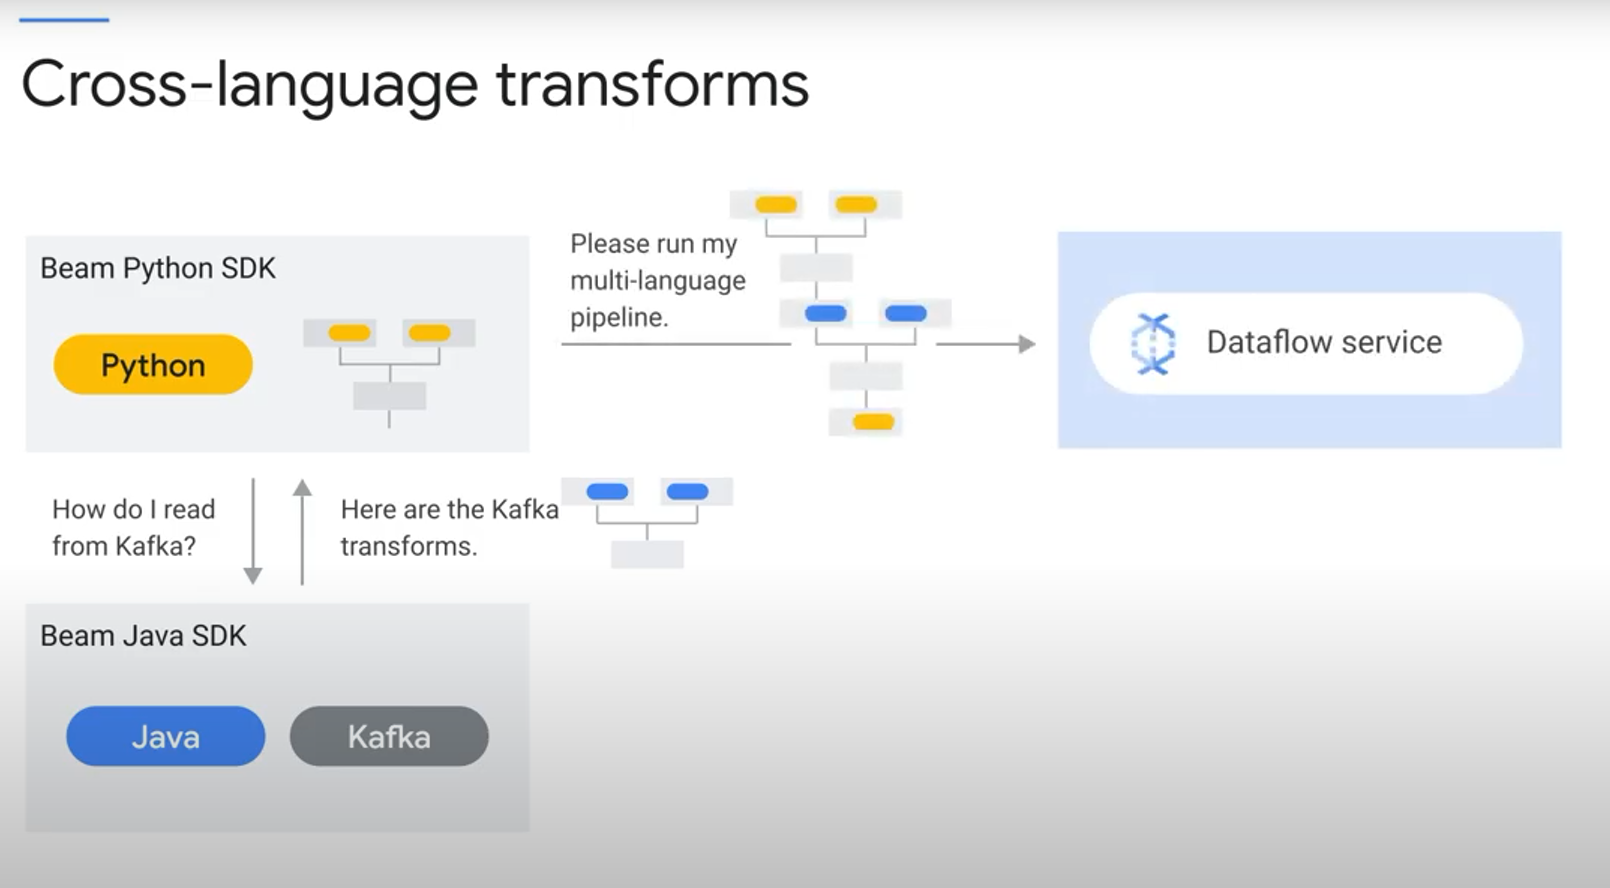 Cross-language transforms
Beam Python SDK
Python
Please run my
multi-language
pipeline.
Dataflow service
How do I read
from Kafka?
Here are the Kafka
transforms.
Beam Java SDK
Java
Kafka